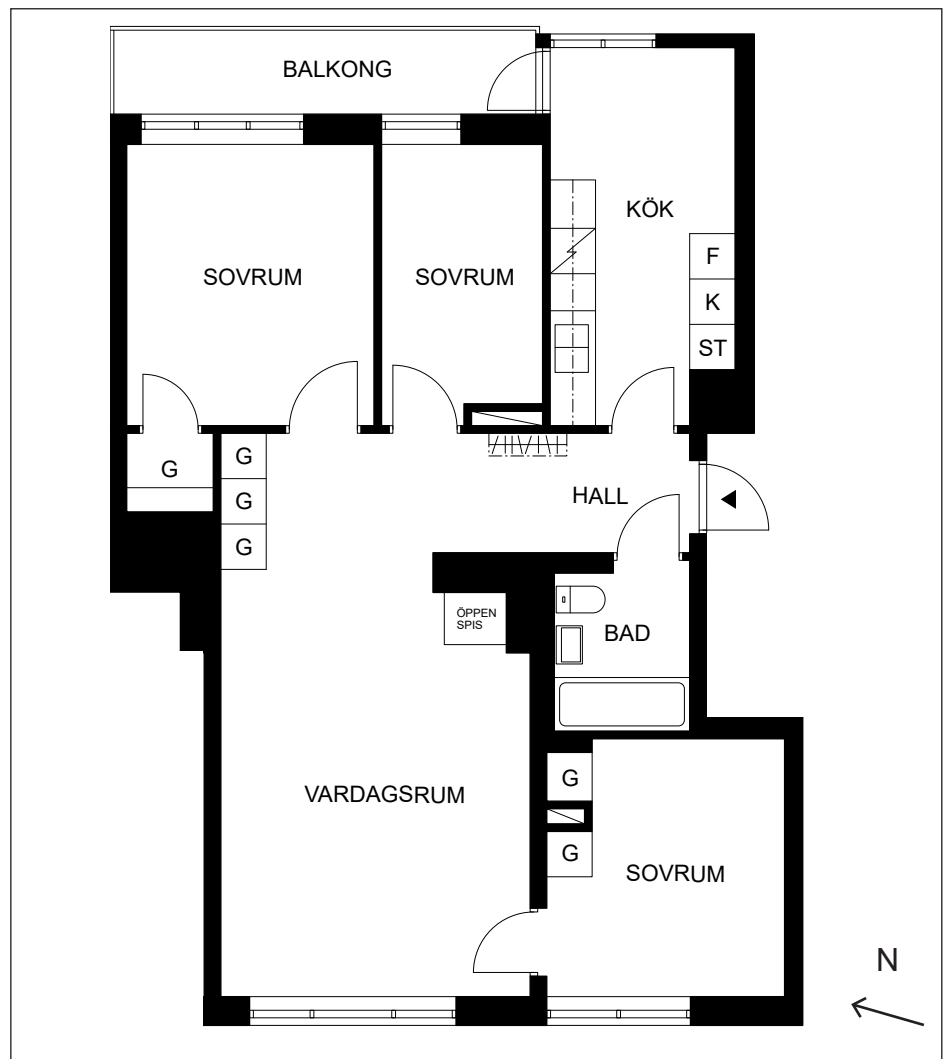 BALKONG
KÖK
SOVRUM
SOVRUM
F
K
ST
G
G
G
G
HALL
ÖPPEN
SPIS
BAD
VARDAGSRUM
G
G
SOVRUM
N